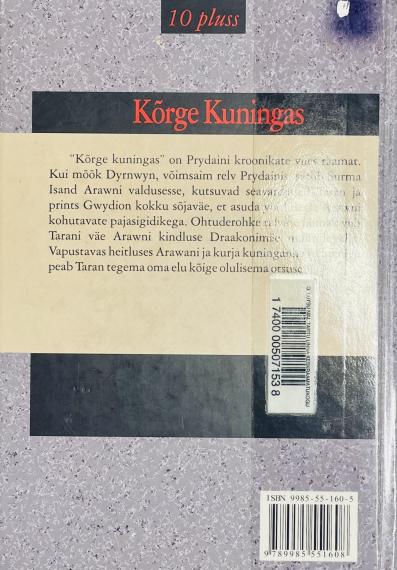 10 pluss
Kõrge Kuningas
"Kõrge kuningas" on Prydaini kroonikate viies raamat.
Kui mõõk Dyrnwyn, võimsaim relv Prydainis, satub Surma
Isand Arawni valdusesse, kutsuvad
prints Gwydion kokku sõjaväe, et asuda
kohutavate pajasigidikega. Ohtuderohke
Tarani väe Arawni kindluse Draakonimäe
Vapustavas heitluses Arawani ja kurja kuninganna
peab Taran tegema oma elu kõige olulisema otsuse
1 7400 00507153 8
ISBN 9985-55-160-5
9 789985 551608